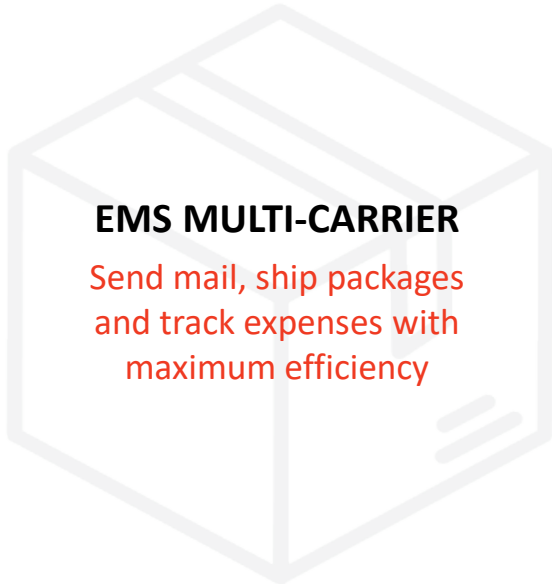 EMS MULTI-CARRIER
Send mail, ship packages
and track expenses with
maximum efficiency